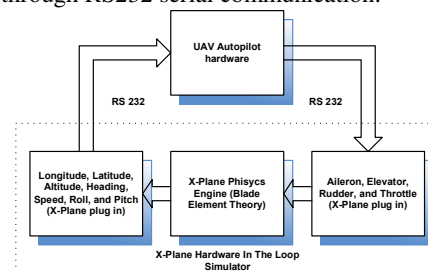 through RS232 serial communication.
UAV Autopilot
hardware
RS 232
RS 232
Longitude, Latitude,
Altitude, Heading,
Speed, Roll, and Pitch
(X-Plane plug in)
X-Plane Phisycs
Engine (Blade
Element Theory)
Aileron, Elevator,
Rudder, and Throttle
(X-Plane plug in)
X-Plane Hardware In The Loop
Simulator